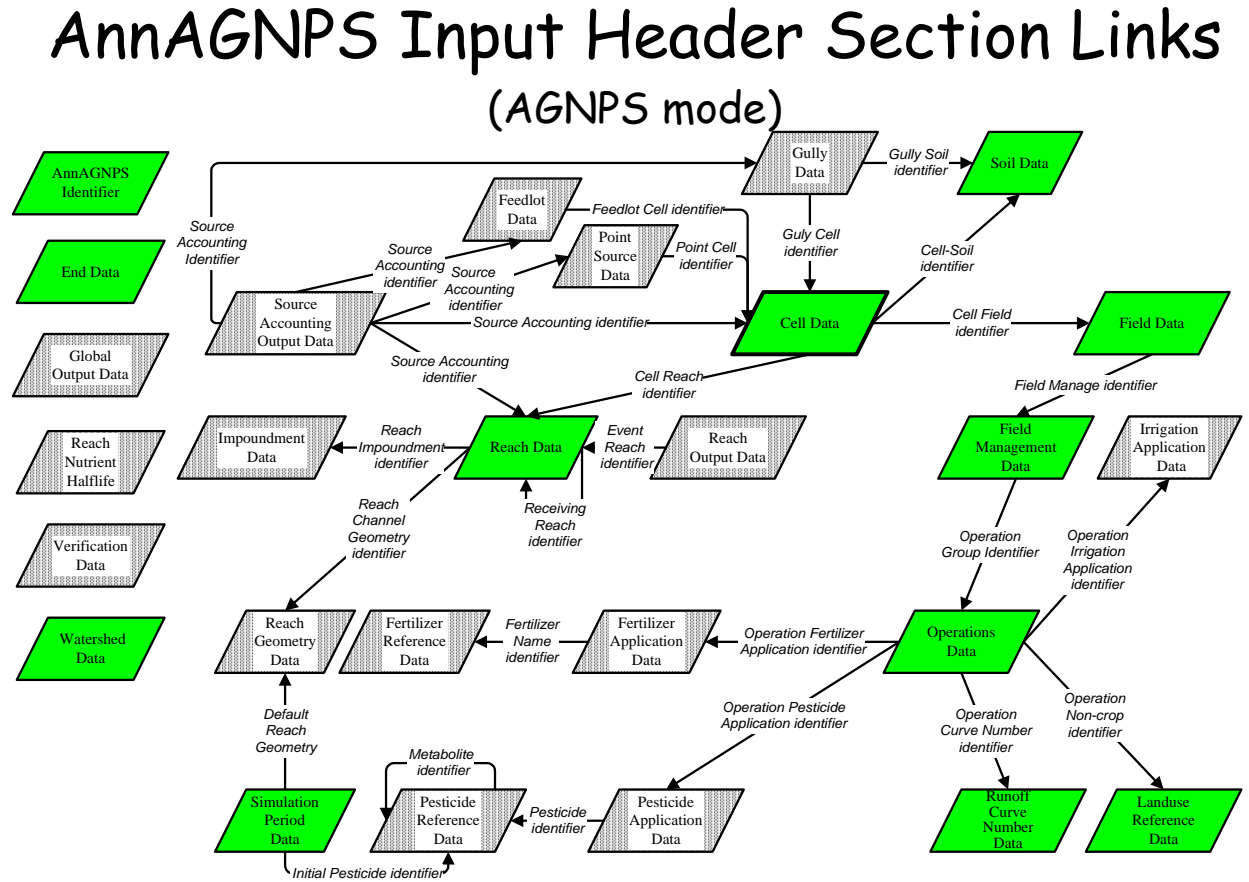 AnnAGNPS Input Header Section Links
(AGNPS mode)
AnnAGNPS
Identifier
End Data
Global
Output Data
Reach
Nutrient
Halflife
Verification
Data
Watershed
Data
Source
Accounting
Identifier
Gully
Data
Gully Soil
identifier
Soil Data
Feedlot
Data
Feedlot Cell identifier
Source
Accounting
identifier
Point
Source
Data
Point Cell
identifier
Source
Accounting
identifier
Guly Cell
identifier
Cell-Soil
identifier
Source
Accounting
Output Data
Source Accounting identifier
Cell Data
Cell Field
identifier
Field Data
Source Accounting
identifier
Cell Reach
identifier
Field Manage identifier
Impoundment
Data
Reach
Impoundment
identifier
Reach Data
Event
Reach
identifier
Reach
Output Data
Field
Management
Data
Irrigation
Application
Data
Reach
Channel
Geometry
identifier
Receiving
Reach
identifier
Operation
Group Identifier
Operation
Irrigation
Application
identifier
Reach
Geometry
Data
Fertilizer
Reference
Data
Fertilizer
Name
identifier
Fertilizer
Application
Data
Operation Fertilizer
Application identifier
Operations
Data
Default
Reach
Geometry
Operation Pesticide
Application identifier
Operation
Curve Number
identifier
Operation
Non-crop
identifier
Metabolite
identifier
Simulation
Period
Data
Pesticide
Reference
Data
Pesticide
identifier
Pesticide
Application
Data
Runoff
Curve
Number
Data
Landuse
Reference
Data
Initial Pesticide identifier